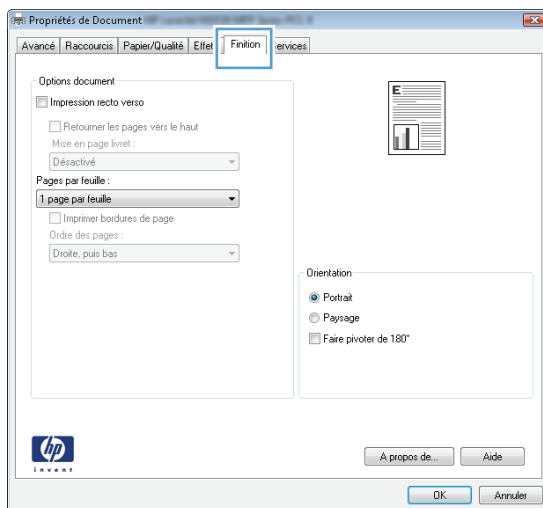 Propriétés de Document
Avancé Raccourcis Papier/Qualité Effet Finition ervices
Options document
Impression recto verso
Retourner les pages vers le haut
Mise en page livret :
Désactivé
Pages par feuille :
1 page par feuille
Imprimer bordures de page
Ordre des pages :
Droite, puis bas
E
Orientation
Portrait
Paysage
Faire pivoter de 180°
hp
invent
A propos de... Aide
OK Annuler